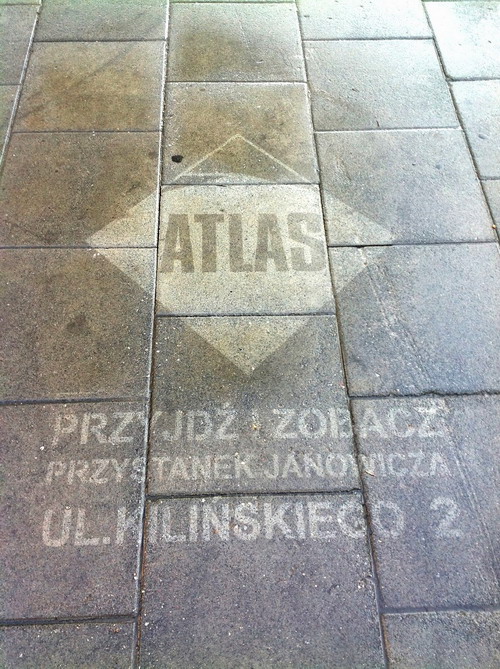 ATLAS
PRZYJDŹ I ZOBACZ
PRZYSTANEK JANOWICZA
UL.KILIŃSKIEGO 2